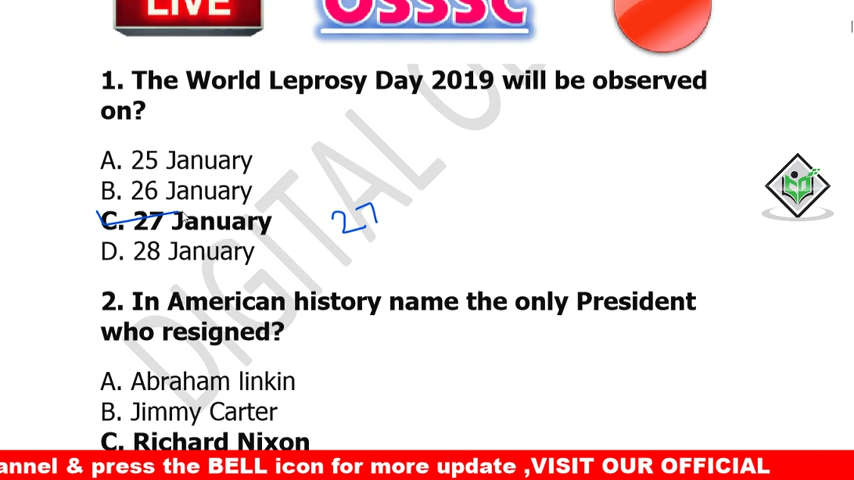 LIVE
OSSSC
1. The World Leprosy Day 2019 will be observed
on?
A. 25 January
B. 26 January
C. 27 January
27
D. 28 January
2. In American history name the only President
who resigned?
A. Abraham linkin
B. Jimmy Carter
C. Richard Nixon
annel & press the BELL icon for more update ,VISIT OUR OFFICIAL
DIGITAL